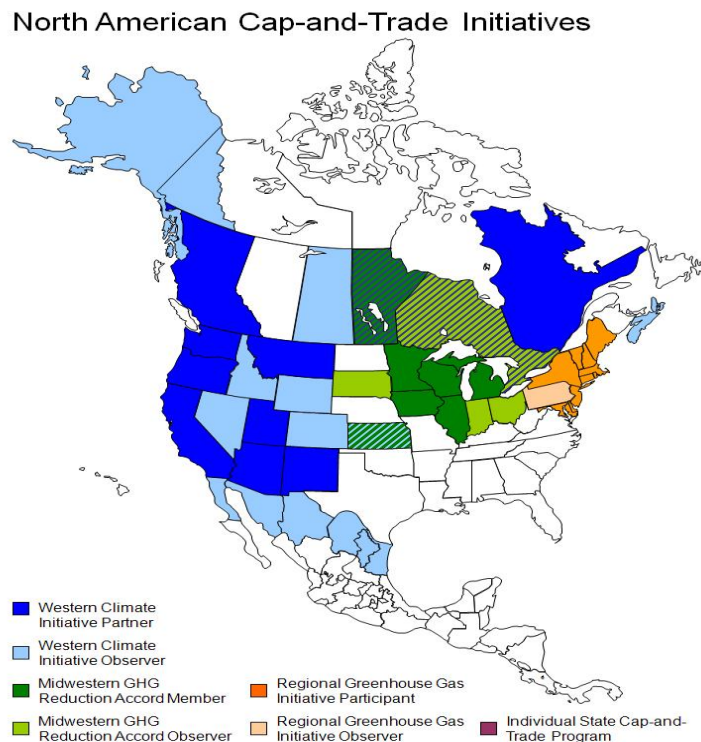 North American Cap-and-Trade Initiatives
Western Climate
Initiative Partner
Western Climate
Initiative Observer
Midwestern GHG
Reduction Accord Member
Midwestern GHG
Reduction Accord Observer
Regional Greenhouse Gas
Initiative Participant
Regional Greenhouse Gas
Initiative Observer
Individual State Cap-and-
Trade Program